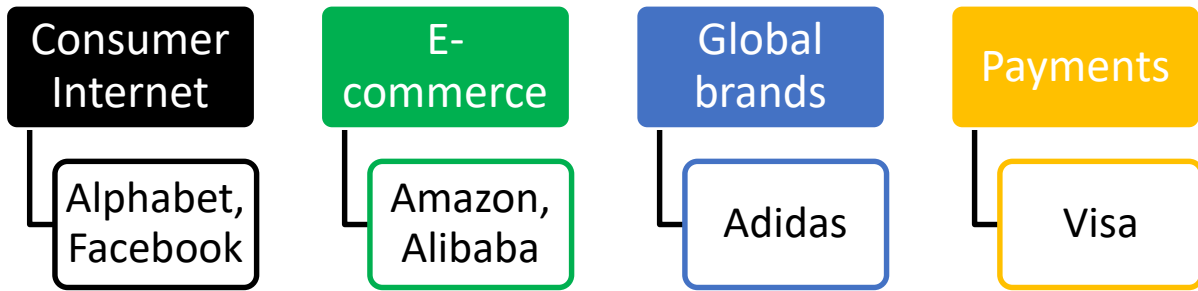 Consumer
Internet
Alphabet,
Facebook
E-
commerce
Amazon,
Alibaba
Global
brands
Adidas
Payments
Visa